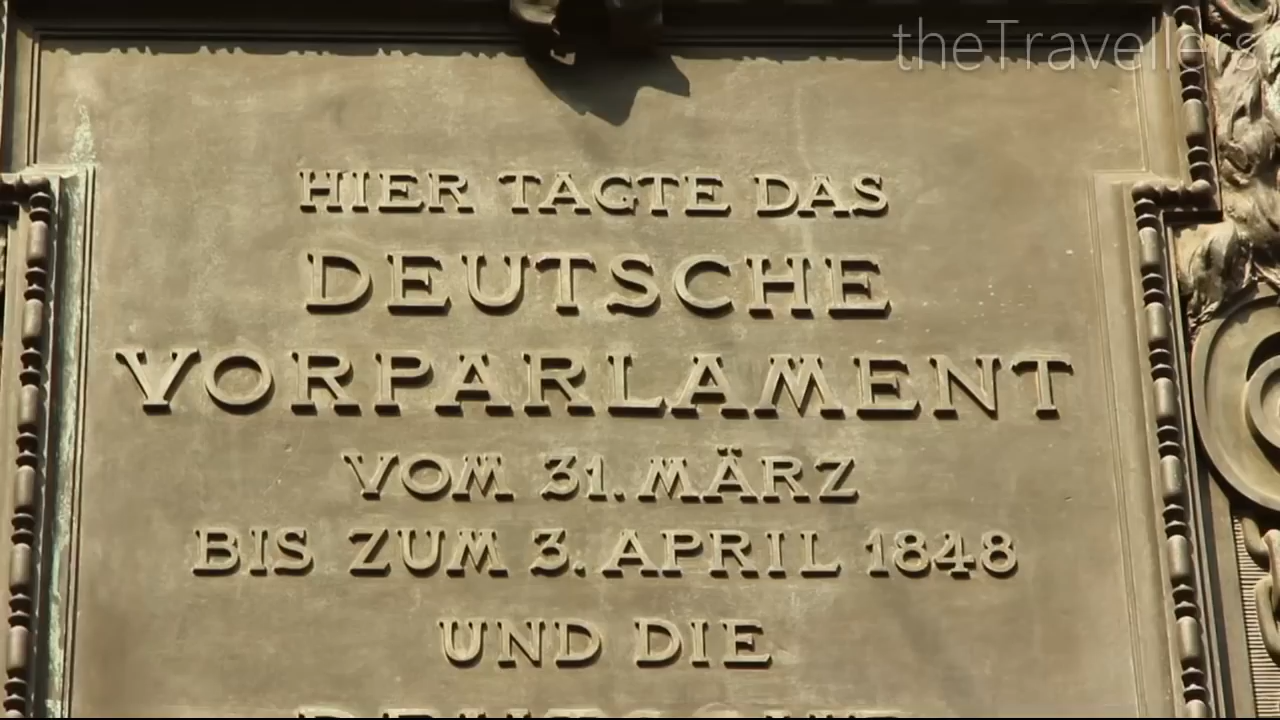 theTravellers
HIER TAGTE DAS
DEUTSCHE
VORPARLAMENT
VOM 31. MÄRZ
BIS ZUM 3. APRIL 1848
UND DIE